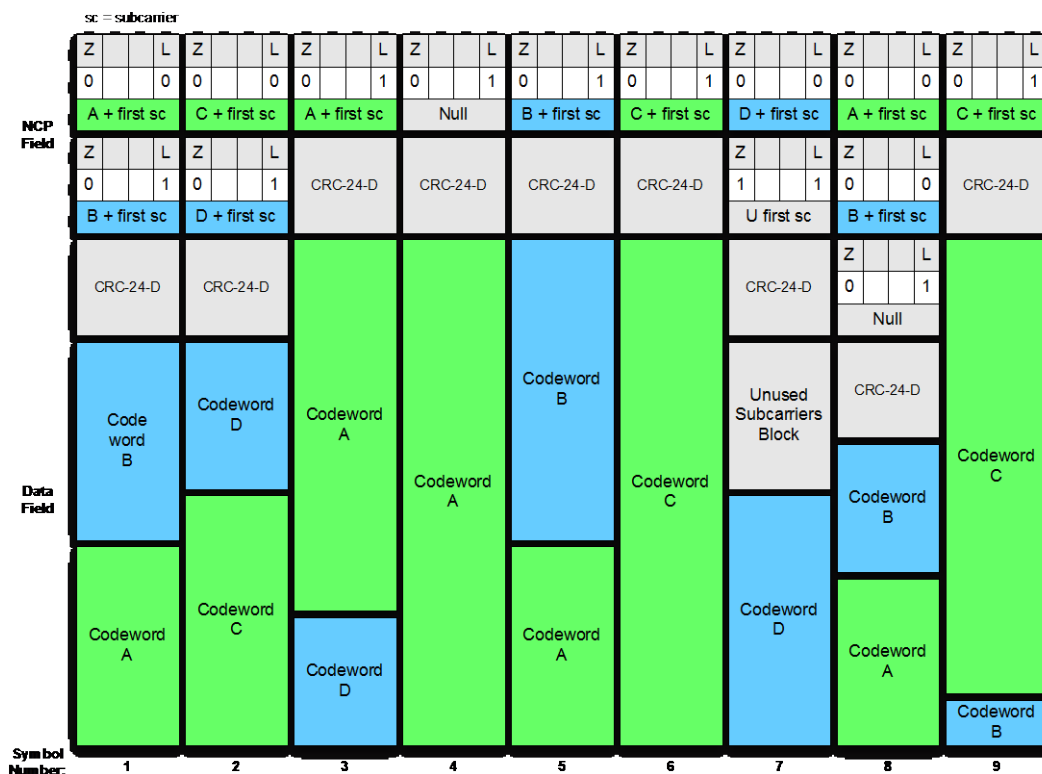 sc = subcarrier
Z L Z L Z L Z L Z L Z L Z L Z L Z L
0 0 0 0 0 1 0 1 0 1 0 1 0 0 0 0 0 1
A + first sc C + first sc A + first sc Null B + first sc C + first sc D + first sc A + first sc C + first sc
NCP
Field
Z L Z L CRC-24-D CRC-24-D CRC-24-D CRC-24-D Z L Z L CRC-24-D
0 1 0 1 1 1 0 0
B + first sc D + first sc U first sc B + first sc
CRC-24-D CRC-24-D CRC-24-D Z L
0 1
Null
Code
word
B
Codeword
D
Codeword
A
Codeword
A
Codeword
B
Codeword
C
Unused
Subcarriers
Block
CRC-24-D
Codeword
B
Codeword
C
Data
Field
Codeword
A
Codeword
C
Codeword
D
Codeword
A
Codeword
D
Codeword
A
Codeword
B
Symbol
Number:
1 2 3 4 5 6 7 8 9